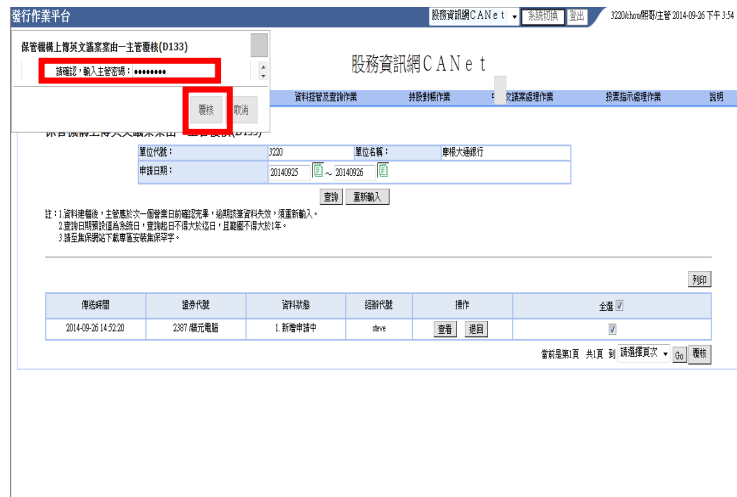 發行作業平台
股務資訊網CANet
系統切換
登出
3220/khom/照哥/主管 2014-09-26 下午 3:54
保管機構上傳英文議案案由一主管覆核(D133)
請確認，輸入主管密碼：••••••••
覆核
取消
股務資訊網CANet
資料控管及查詢作業
持股對帳作業
文議案處理作業
投票指示處理作業
說明
單位代號：
3220
單位名稱：
摩根大通銀行
申請日期：
20140925 ～ 20140926
查詢
重新輸入
註：1.資料建檔後，主管應於次一個營業日前確認完畢，逾期該筆資料失效，須重新輸入。
2.查詢日期預設值為系統日，查詢起日不得大於迄日，且範圍不得大於1年。
3.請至集保網站下載專區安裝集保罕字。
列印
傳送時間
證券代號
資料狀態
經辦代號
操作
全選
2014-09-26 14:52:20
2387 /精元電腦
1. 新增申請中
steve
查看
退回
當前是第1頁 共1頁 到
請選擇頁次
Go
覆核